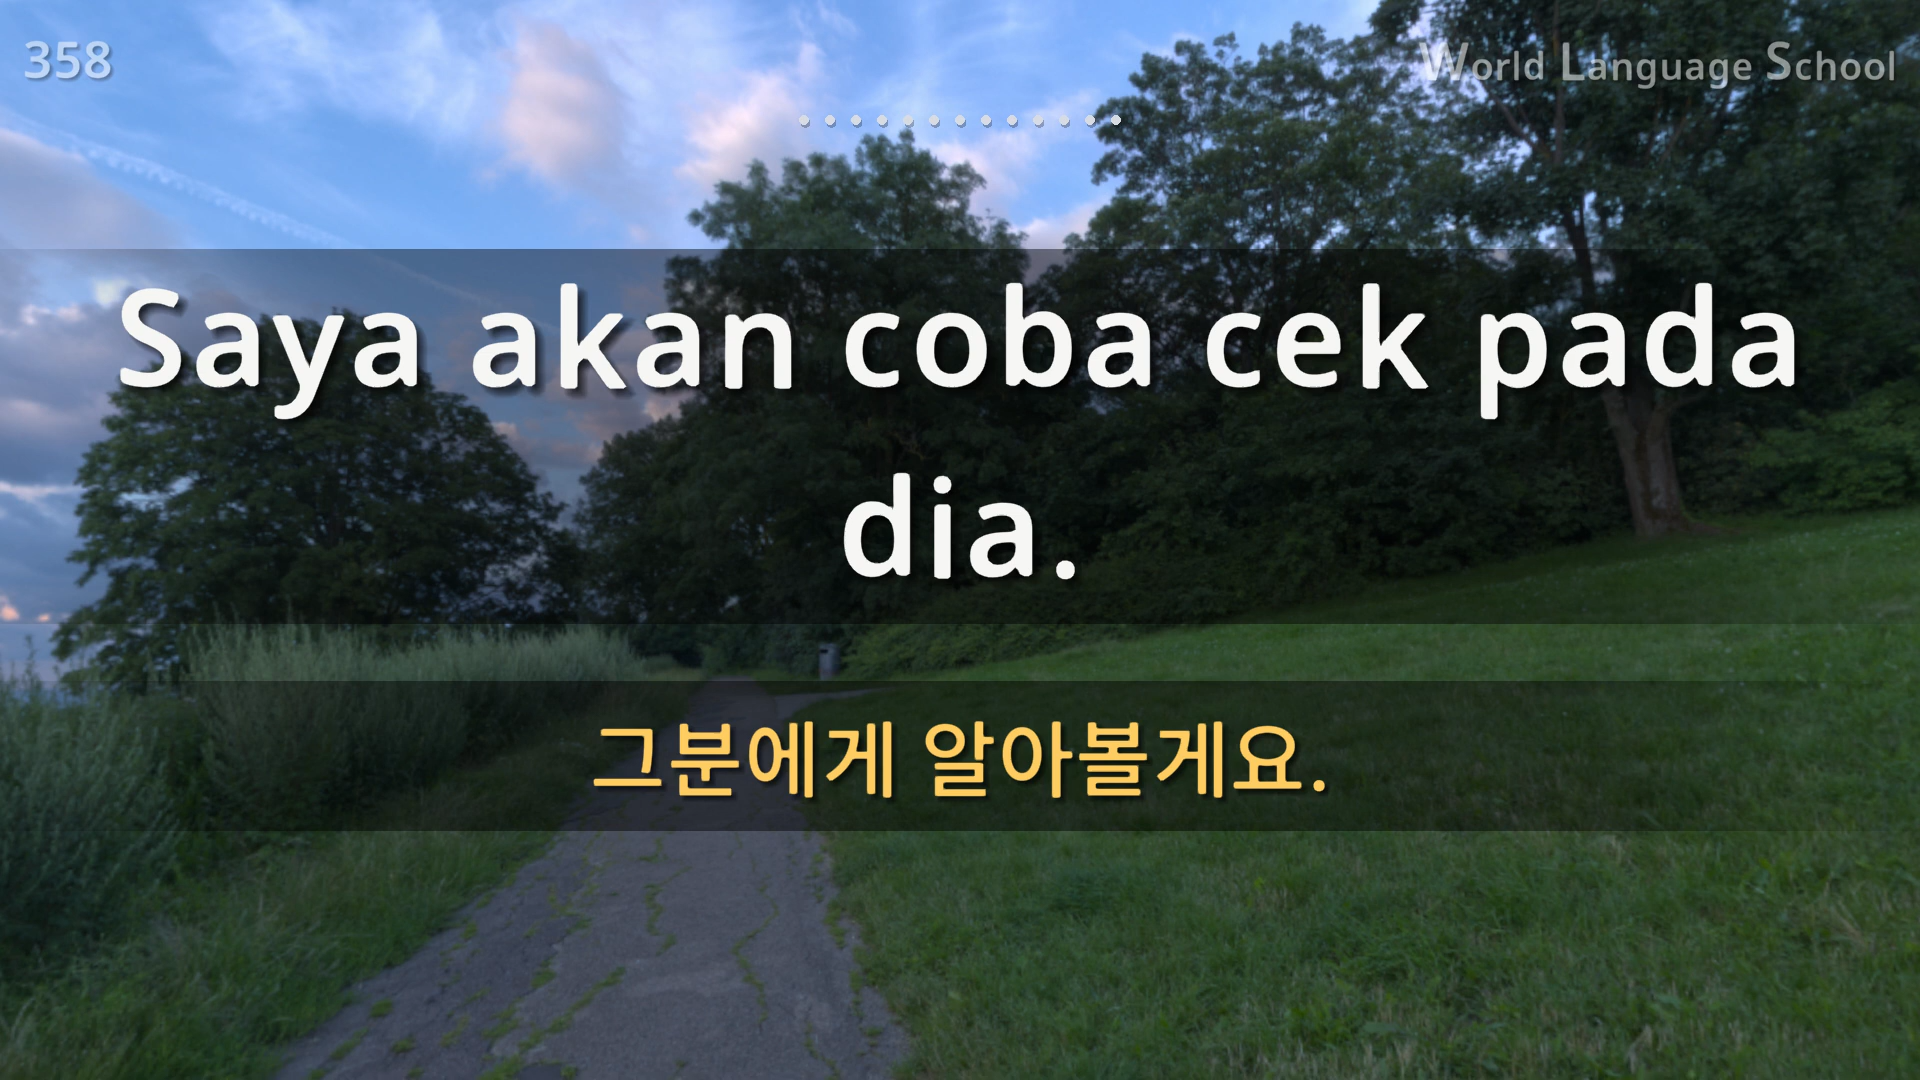 358
World Language School
Saya akan coba cek pada
dia.
그분에게 알아볼게요.